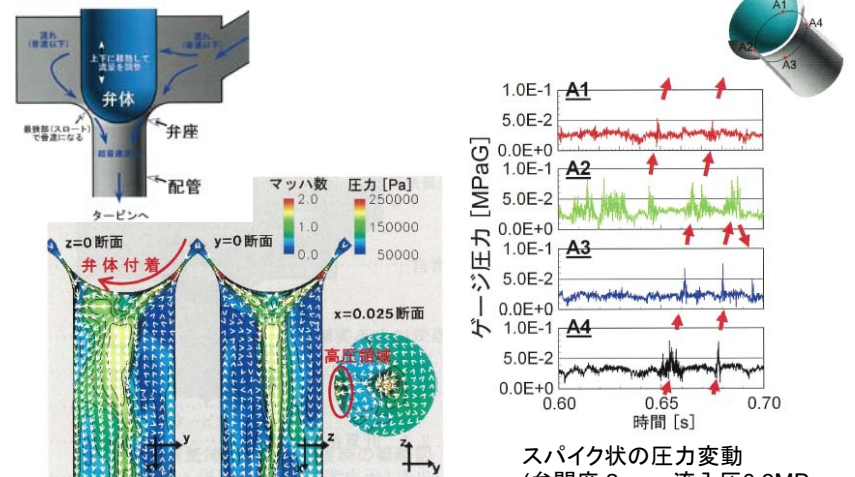 流れ
(音速以下)
流れ
(音速以下)
上下に移動して
流量を調整
弁体
最狭部(スロート)
で音速になる
弁座
配管
タービンへ
マッハ数
圧力 [Pa]
2.0
1.0
0.0
250000
150000
50000
z=0断面
y=0断面
弁体付着
x=0.025断面
高圧領域
y
x
z
x
z
y
A1
A4
A2
A3
ゲージ圧力 [MPaG]
1.0E-1
5.0E-2
0.0E+0
A1
1.0E-1
5.0E-2
0.0E+0
A2
1.0E-1
5.0E-2
0.0E+0
A3
1.0E-1
5.0E-2
0.0E+0
A4
0.60
0.65
0.70
時間 [s]
スパイク状の圧力変動